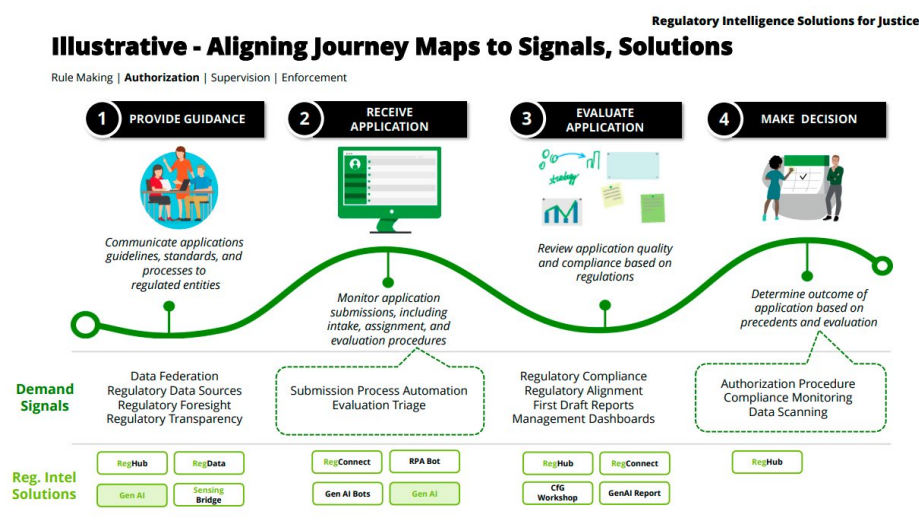 Regulatory Intelligence Solutions for Justice
Illustrative - Aligning Journey Maps to Signals, Solutions
Rule Making | Authorization | Supervision | Enforcement
1 PROVIDE GUIDANCE
2 RECEIVE
APPLICATION
3 EVALUATE
APPLICATION
4 MAKE DECISION
strategy
Communicate applications
guidelines, standards, and
processes to
regulated entities
Monitor application
submissions, including
intake, assignment, and
evaluation procedures
Review application quality
and compliance based on
regulations
Determine outcome of
application based on
precedents and evaluation
Demand
Signals
Data Federation
Regulatory Data Sources
Regulatory Foresight
Regulatory Transparency
Submission Process Automation
Evaluation Triage
Regulatory Compliance
Regulatory Alignment
First Draft Reports
Management Dashboards
Authorization Procedure
Compliance Monitoring
Data Scanning
Reg. Intel
Solutions
RegHub
RegData
Gen AI
Sensing
Bridge
RegConnect
RPA Bot
Gen AI Bots
Gen AI
RegHub
RegConnect
CfG
Workshop
GenAI Report
RegHub